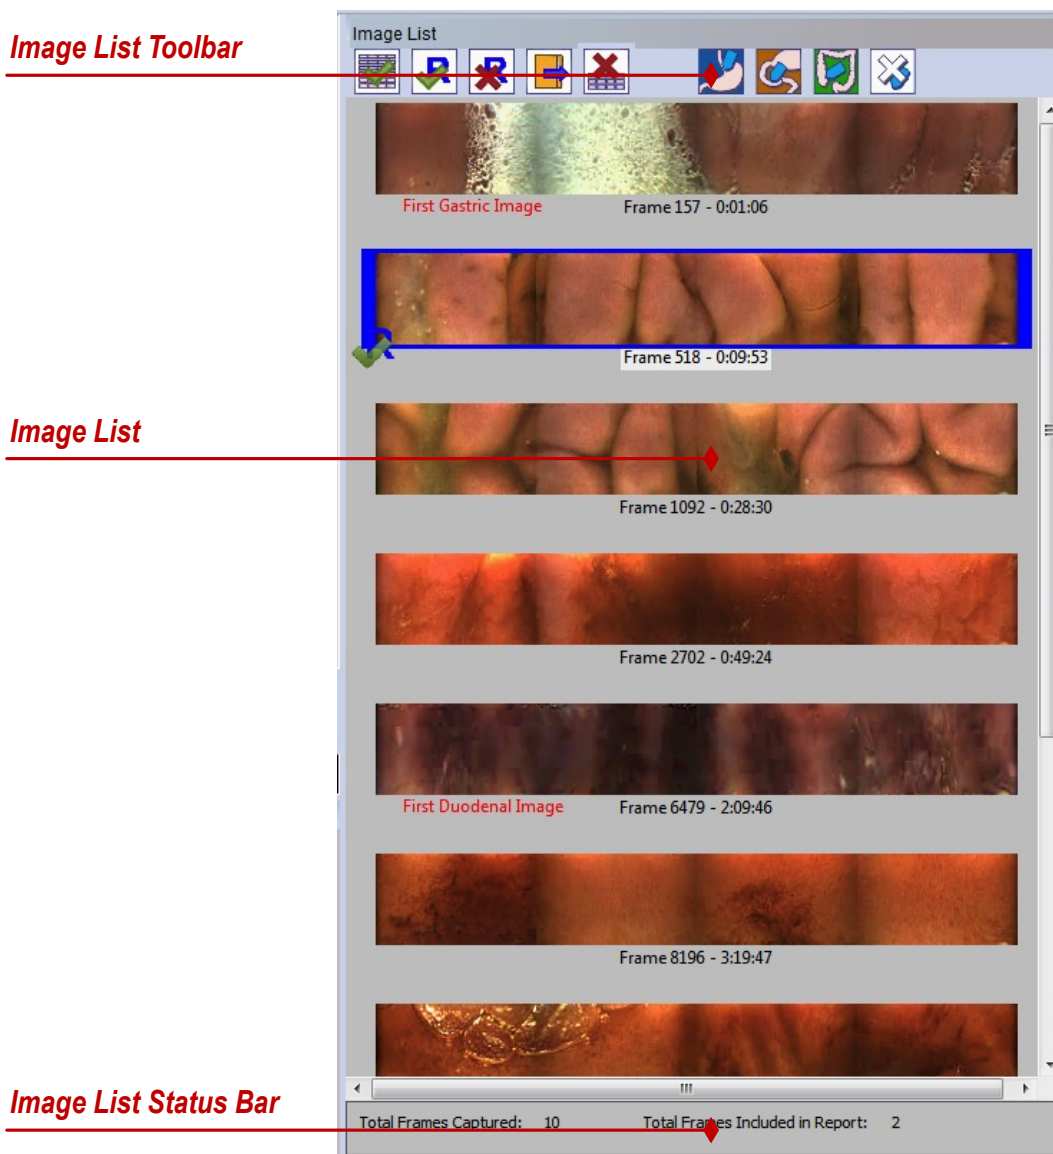 Image List Toolbar
Image List
R R
First Gastric Image Frame 157 - 0:01:06
R
Frame 518 - 0:09:53
Image List
Frame 1092 - 0:28:30
Frame 2702 - 0:49:24
First Duodenal Image Frame 6479 - 2:09:46
Frame 8196 - 3:19:47
Image List Status Bar
Total Frames Captured: 10 Total Frames Included in Report: 2